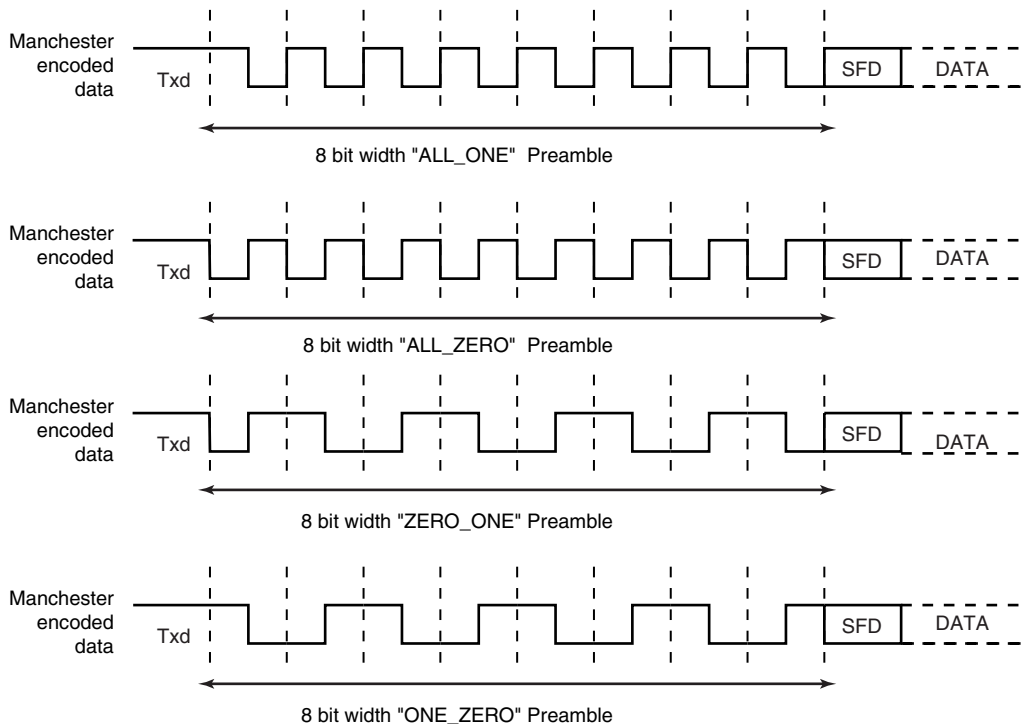 Manchester
encoded
data
Txd
SFD
DATA
8 bit width "ALL_ONE" Preamble
Manchester
encoded
data
Txd
SFD
DATA
8 bit width "ALL_ZERO" Preamble
Manchester
encoded
data
Txd
SFD
DATA
8 bit width "ZERO_ONE" Preamble
Manchester
encoded
data
Txd
SFD
DATA
8 bit width "ONE_ZERO" Preamble